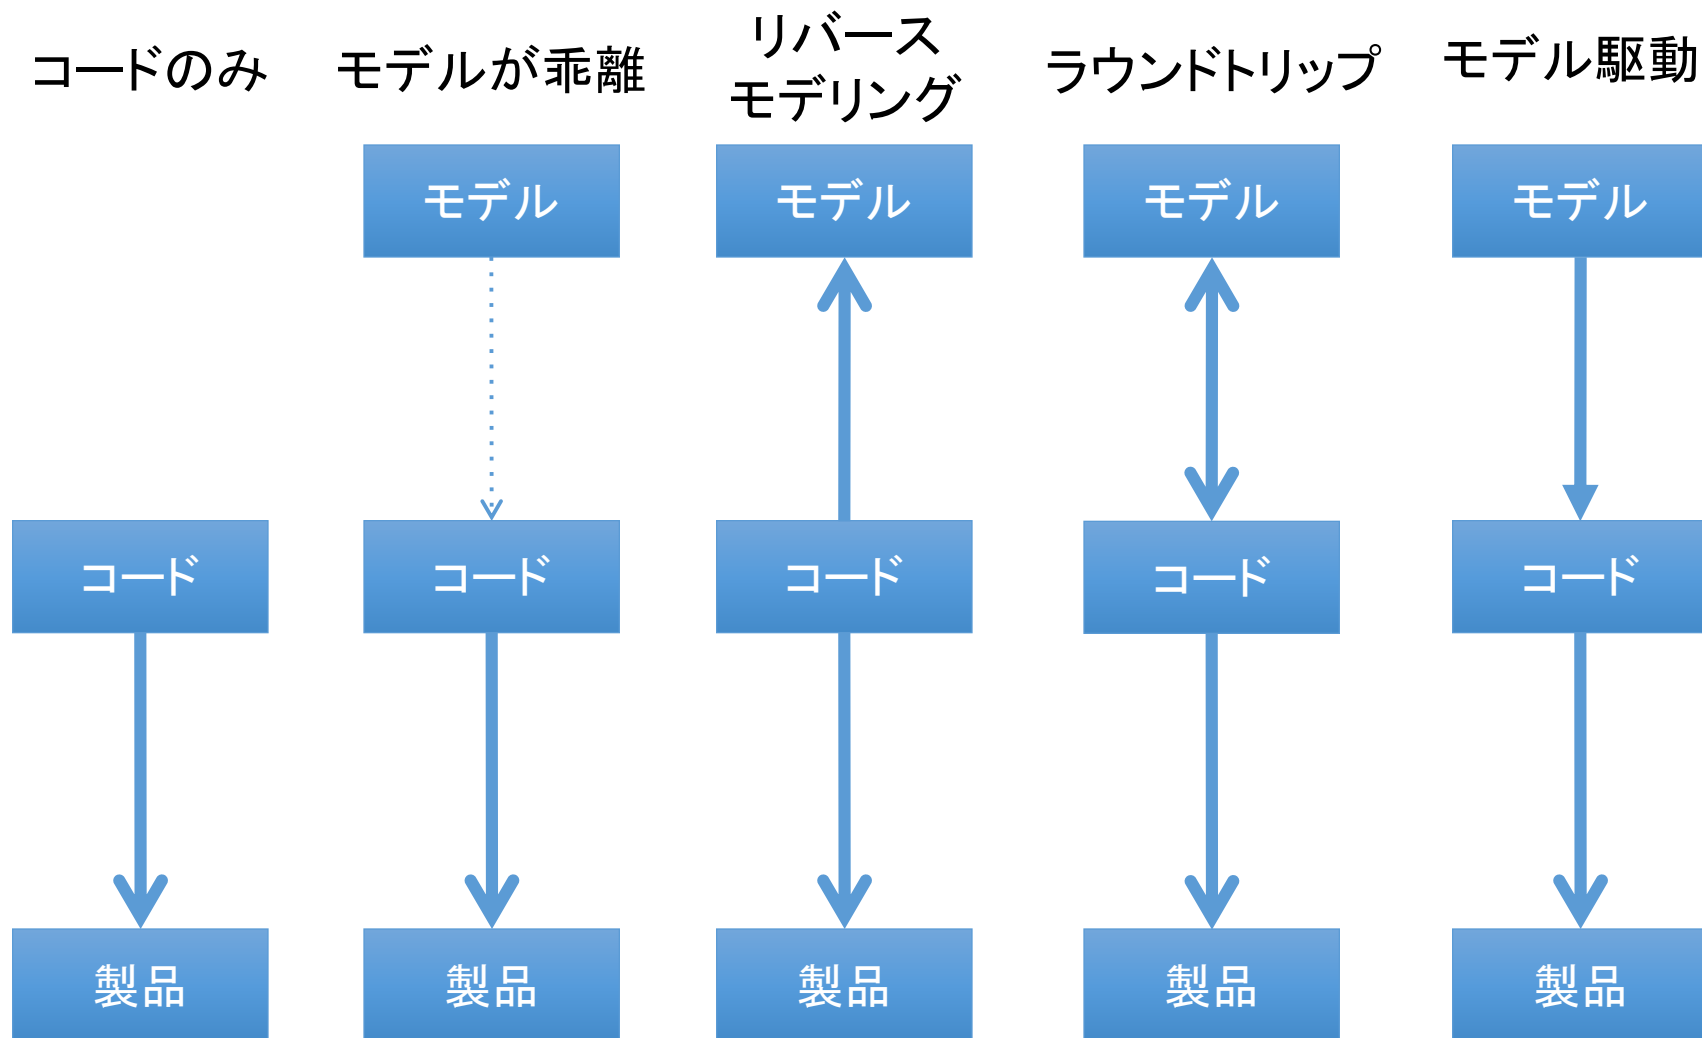 コードのみ
モデルが乖離
リバース
モデリング
ラウンドトリップ
モデル駆動
モデル
モデル
モデル
モデル
コード
コード
コード
コード
コード
製品
製品
製品
製品
製品